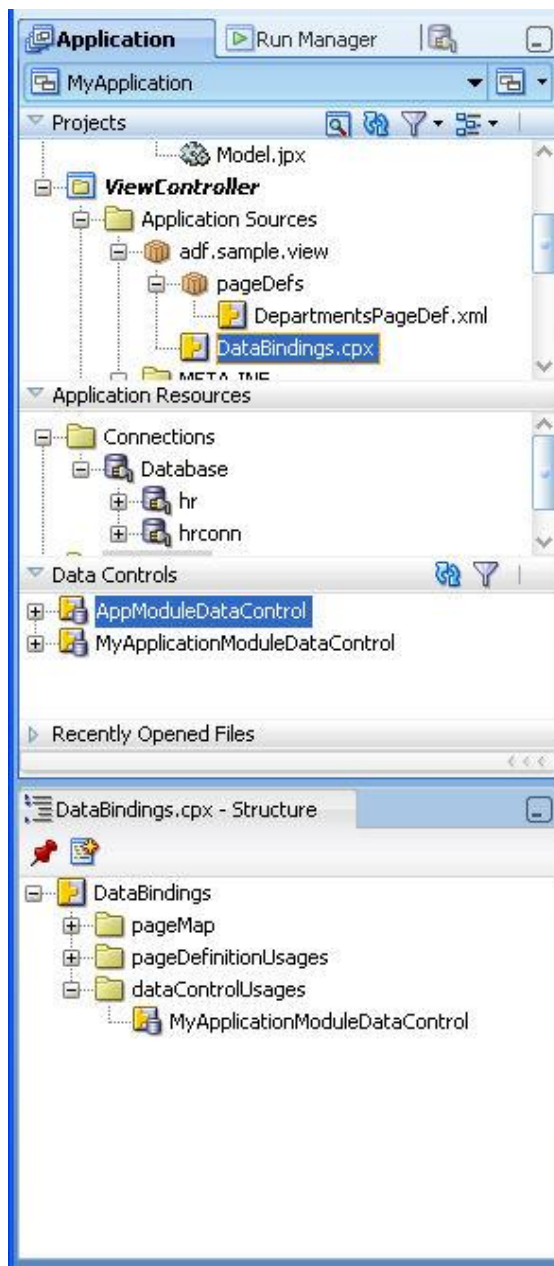 Application Run Manager
MyApplication
Projects
Model.jpx
ViewController
Application Sources
adf.sample.view
pageDefs
DepartmentsPageDef.xml
DataBindings.cpx
META-INF
Application Resources
Connections
Database
hr
hrconn
Data Controls
AppModuleDataControl
MyApplicationModuleDataControl
Recently Opened Files
DataBindings.cpx - Structure
DataBindings
pageMap
pageDefinitionUsages
dataControlUsages
MyApplicationModuleDataControl